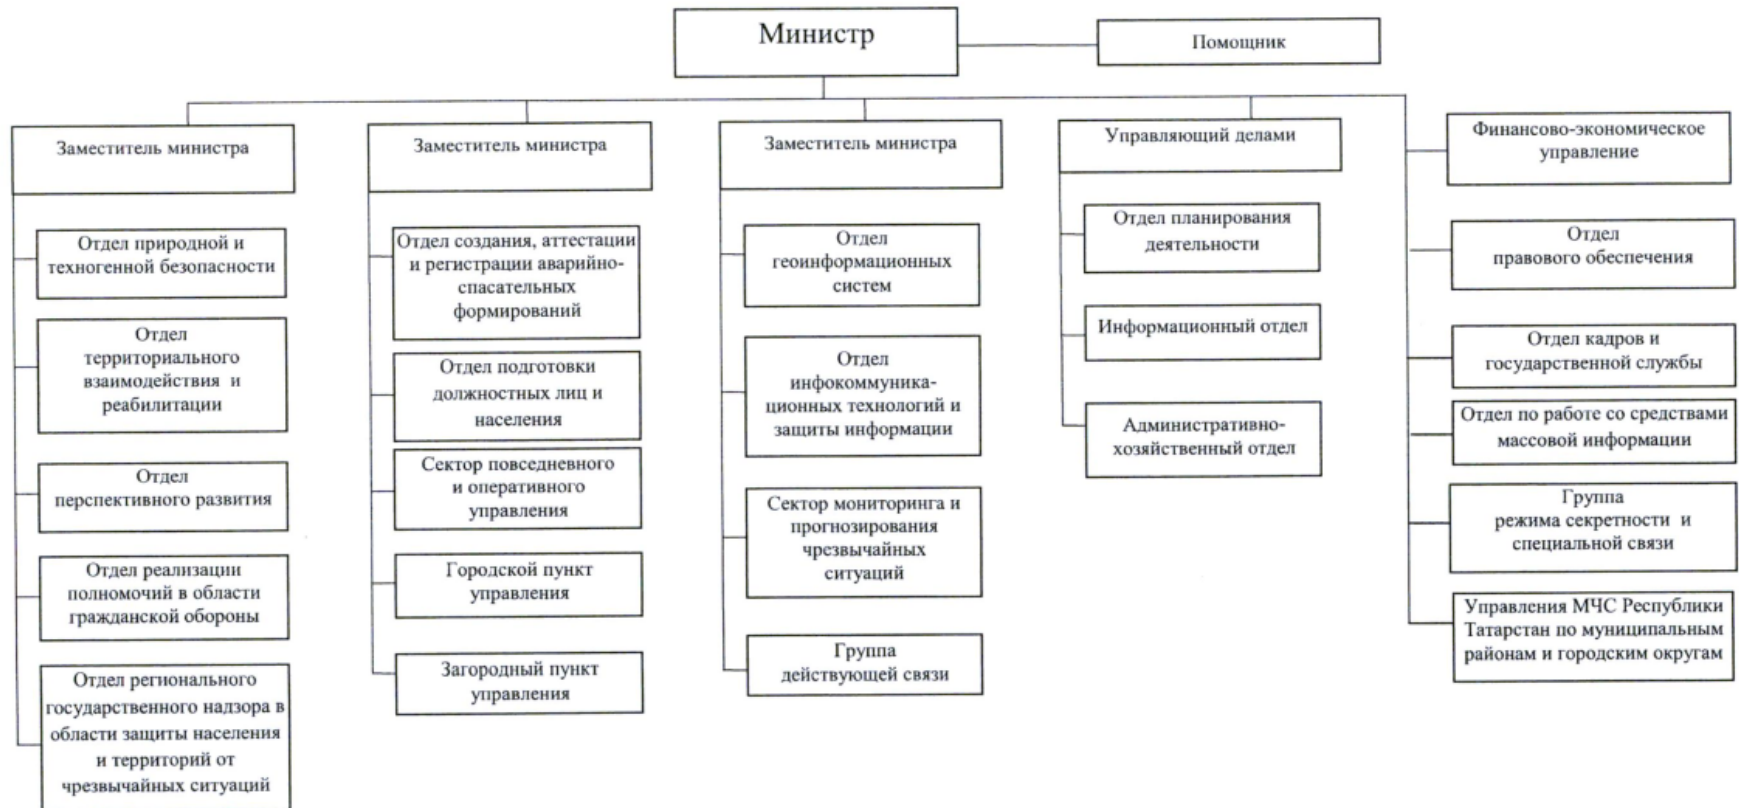 Министр
Помощник
Заместитель министра
Отдел природной и
техногенной безопасности
Отдел
территориального
взаимодействия и
реабилитации
Отдел
перспективного развития
Отдел реализации
полномочий в области
гражданской обороны
Отдел регионального
государственного надзора в
области защиты населения
и территорий от
чрезвычайных ситуаций
Заместитель министра
Отдел создания, аттестации
и регистрации аварийно-
спасательных
формирований
Отдел подготовки
должностных лиц и
населения
Сектор повседневного
и оперативного
управления
Городской пункт
управления
Загородный пункт
управления
Заместитель министра
Отдел
геоинформационных
систем
Отдел
инфокоммуника-
ционных технологий и
защиты информации
Сектор мониторинга и
прогнозирования
чрезвычайных
ситуаций
Группа
действующей связи
Управляющий делами
Отдел планирования
деятельности
Информационный отдел
Административно-
хозяйственный отдел
Финансово-экономическое
управление
Отдел
правового обеспечения
Отдел кадров и
государственной службы
Отдел по работе со средствами
массовой информации
Группа
режима секретности и
специальной связи
Управления МЧС Республики
Татарстан по муниципальным
районам и городским округам